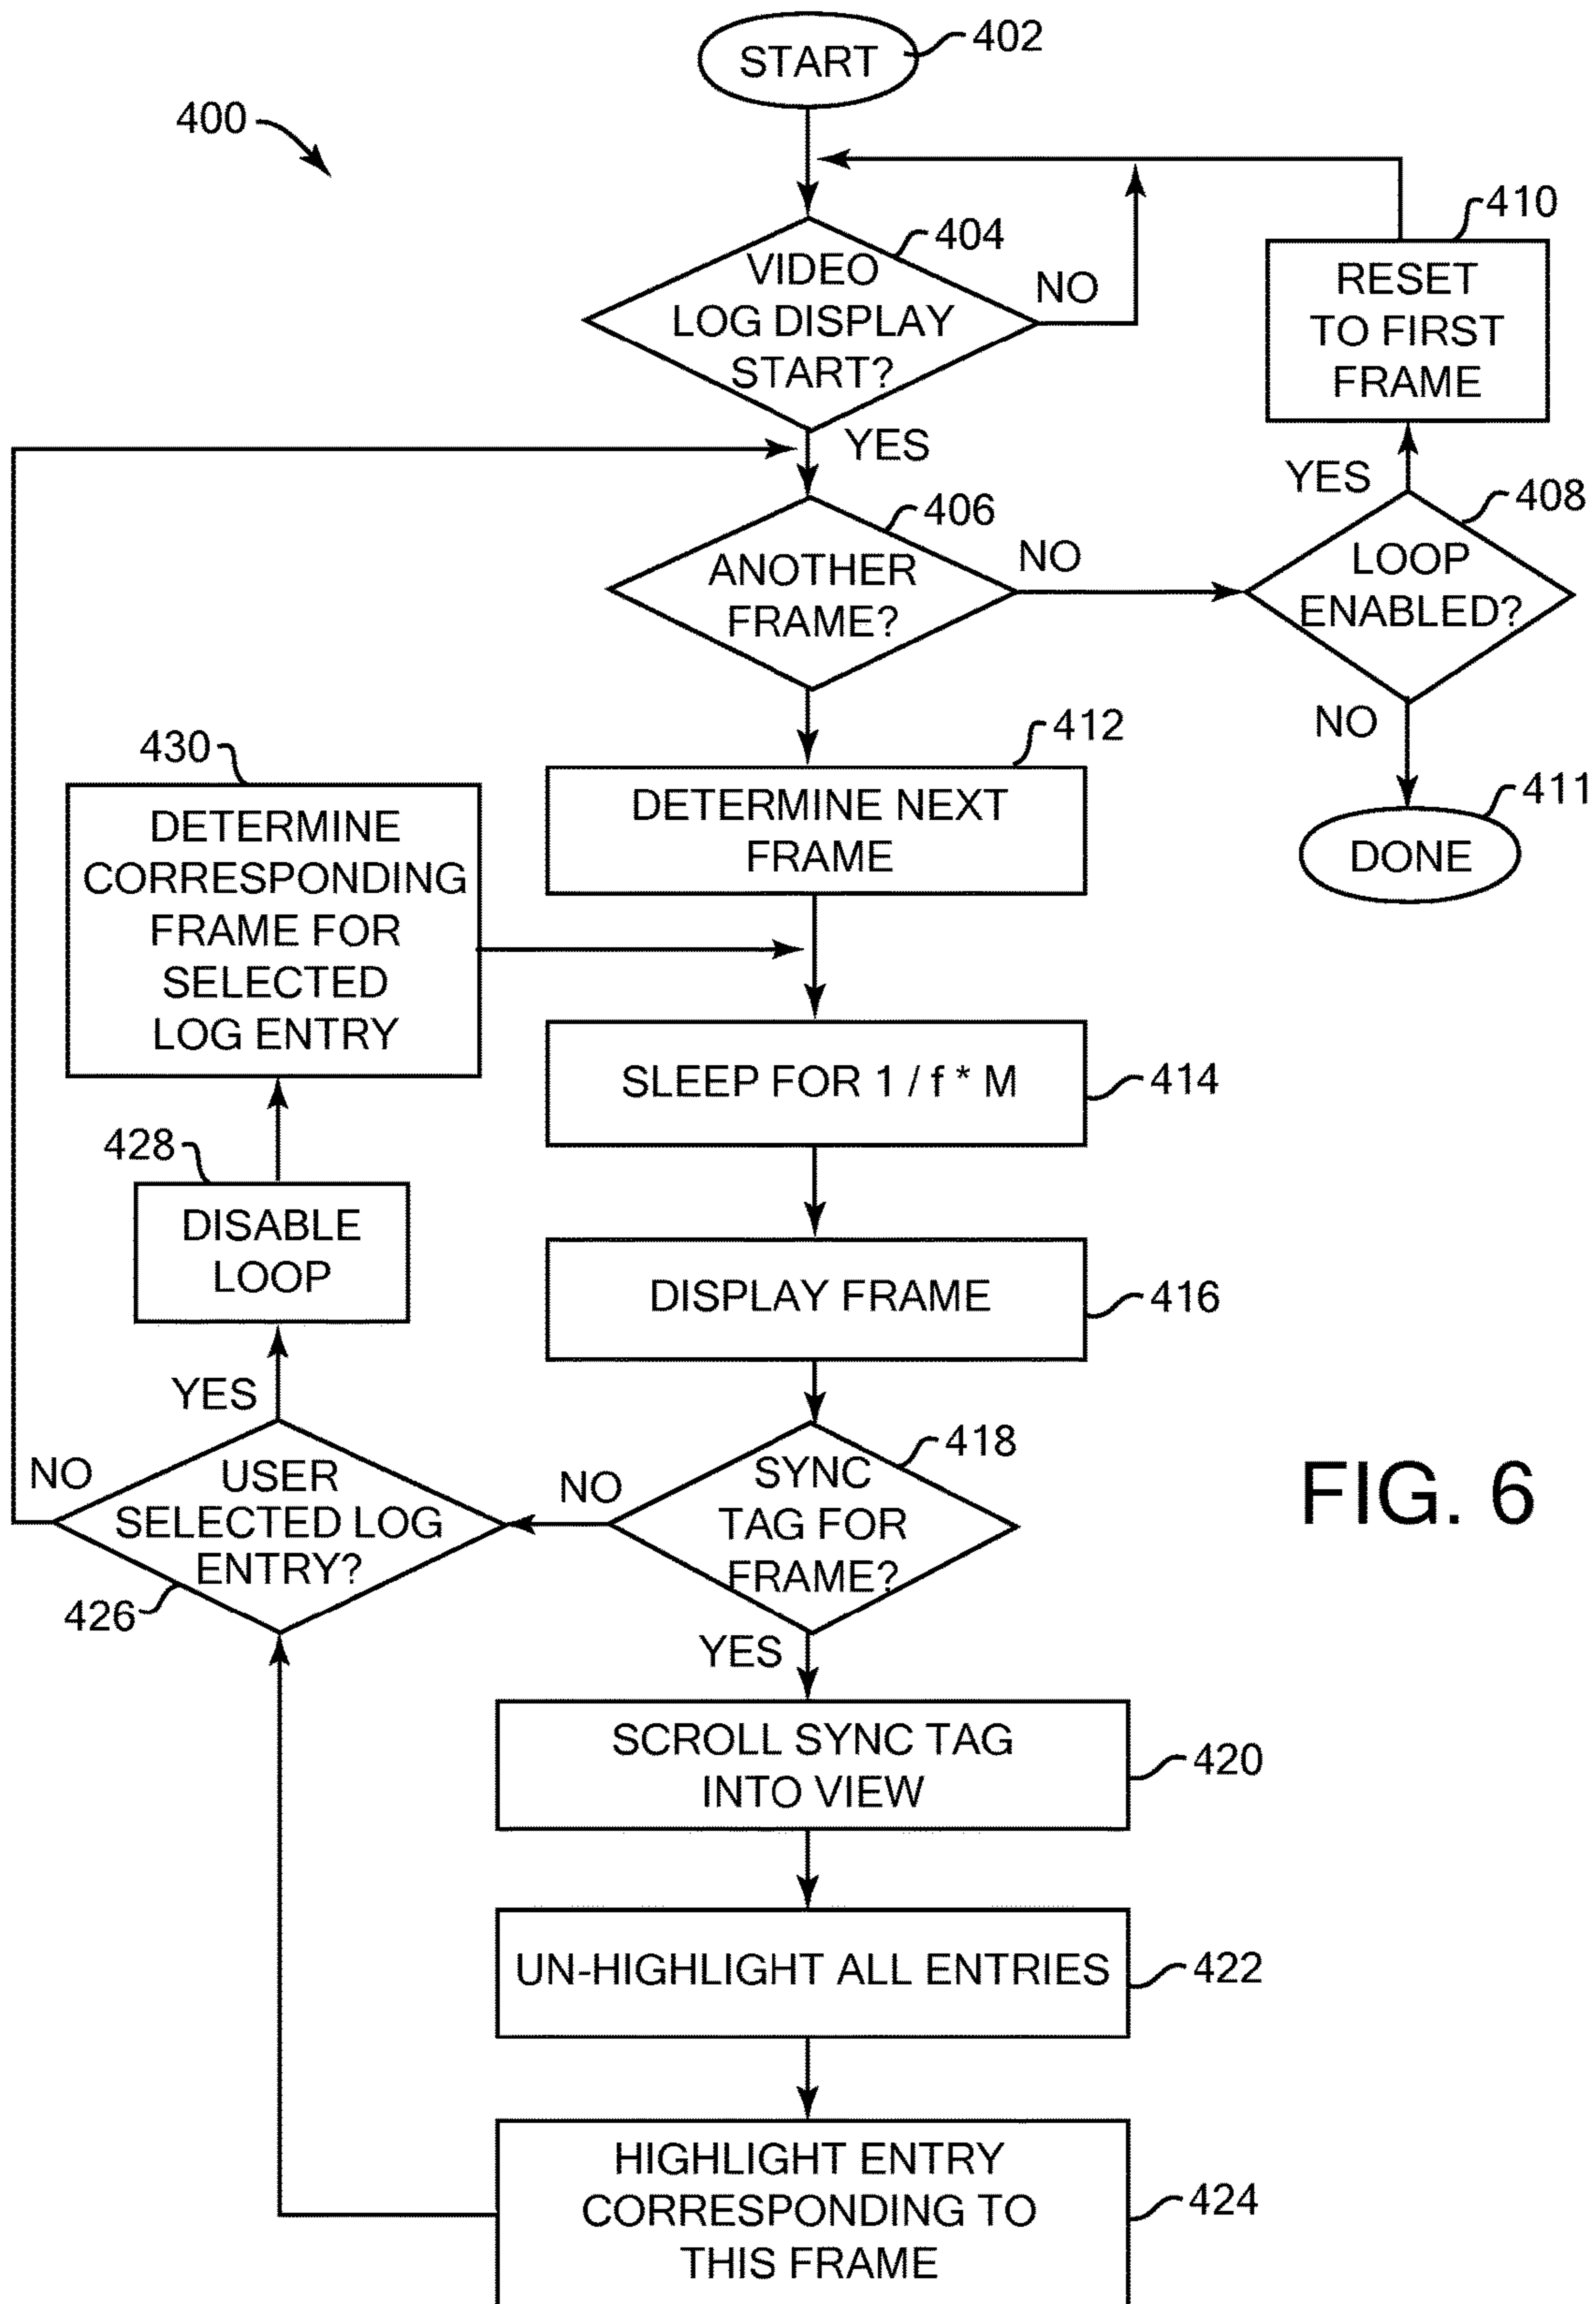 START
402
400
410
404
VIDEO
LOG DISPLAY
START?
NO
RESET
TO FIRST
FRAME
YES
YES
408
406
ANOTHER
FRAME?
NO
LOOP
ENABLED?
NO
412
430
DETERMINE NEXT
FRAME
411
DONE
DETERMINE
CORRESPONDING
FRAME FOR
SELECTED
LOG ENTRY
SLEEP FOR 1 / f * M
414
428
DISABLE
LOOP
DISPLAY FRAME
416
YES
418
NO
USER
SELECTED LOG
ENTRY?
NO
SYNC
TAG FOR
FRAME?
FIG. 6
426
YES
SCROLL SYNC TAG
INTO VIEW
420
UN-HIGHLIGHT ALL ENTRIES
422
HIGHLIGHT ENTRY
CORRESPONDING TO
THIS FRAME
424